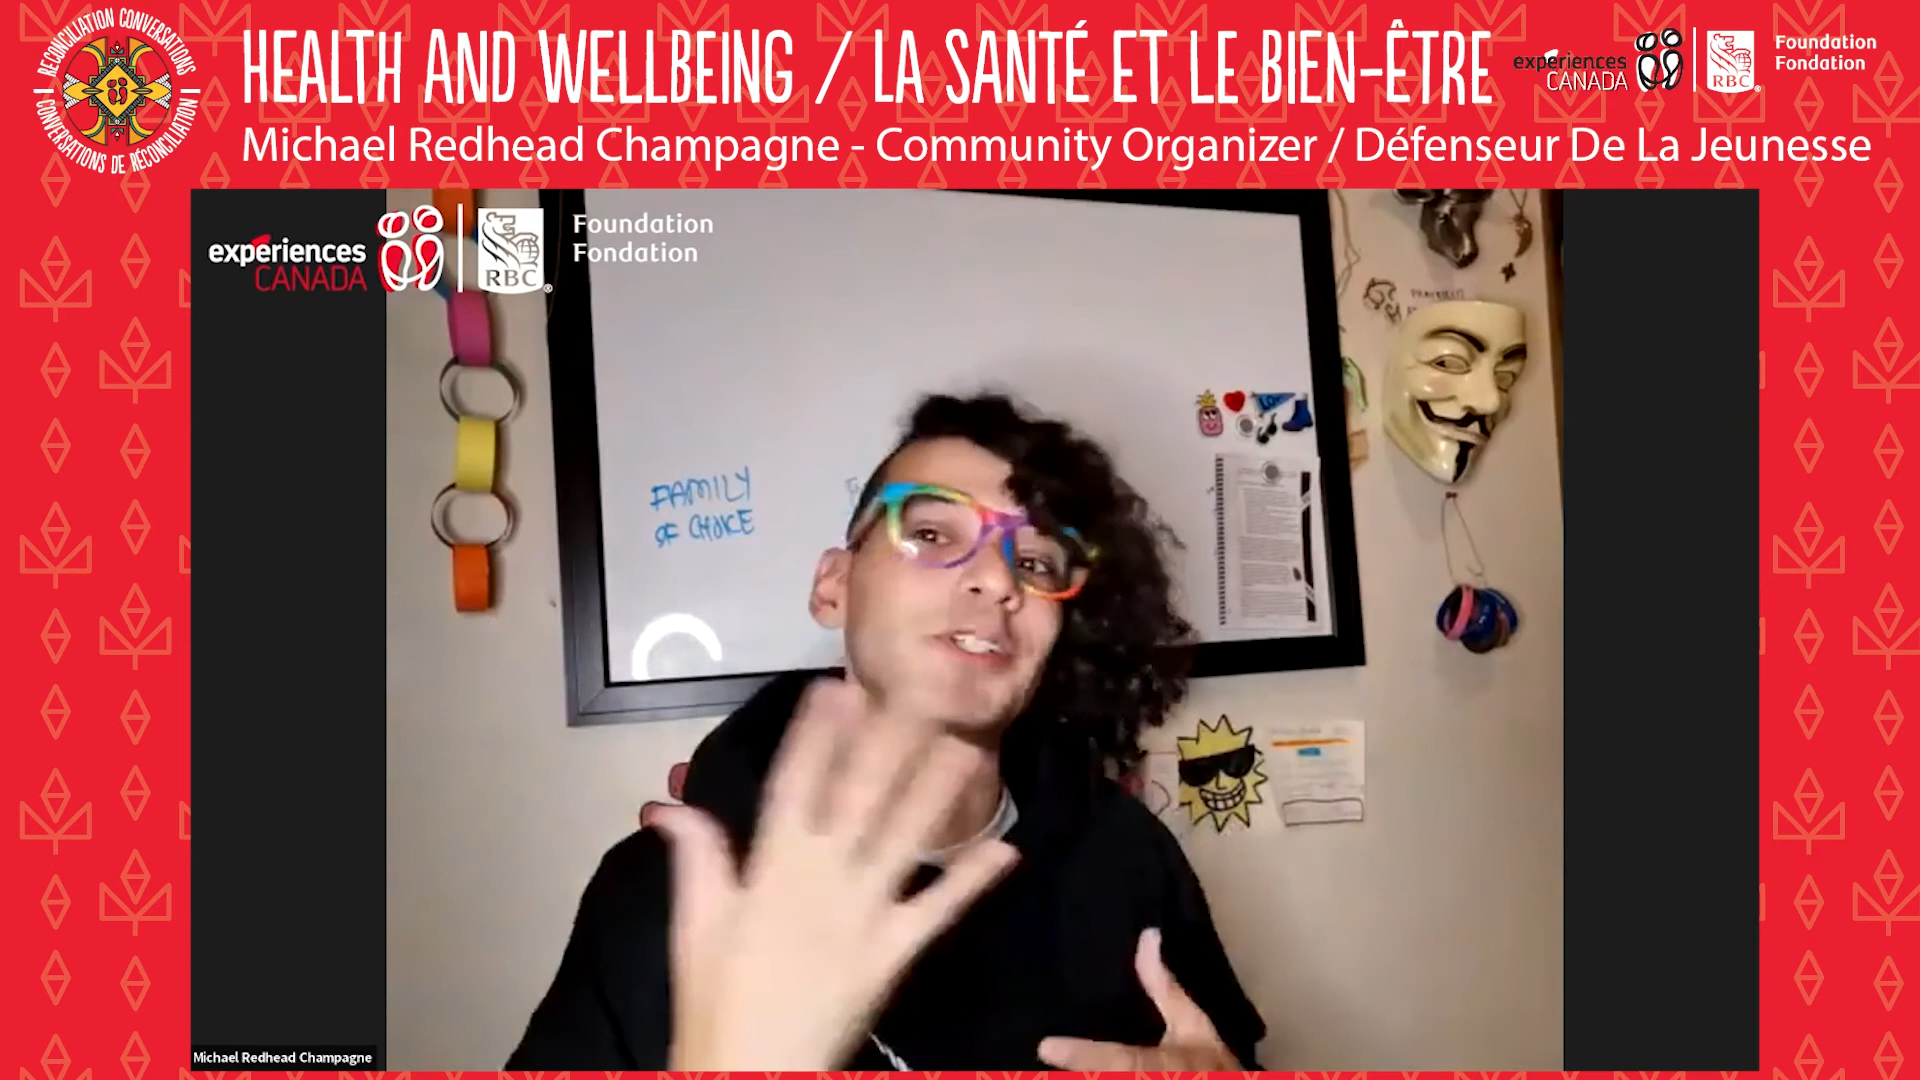 RECONCILIATION CONVERSATIONS
CONVERSATIONS DE RÉCONCILIATION
HEALTH AND WELLBEING / LA SANTÉ ET LE BIEN-ÊTRE
experiences
CANADA
RBC
Foundation
Fondation
Michael Redhead Champagne - Community Organizer / Défenseur De La Jeunesse
experiences
CANADA
RBC
Foundation
Fondation
FAMILY
OF CHOICE
Michael Redhead Champagne